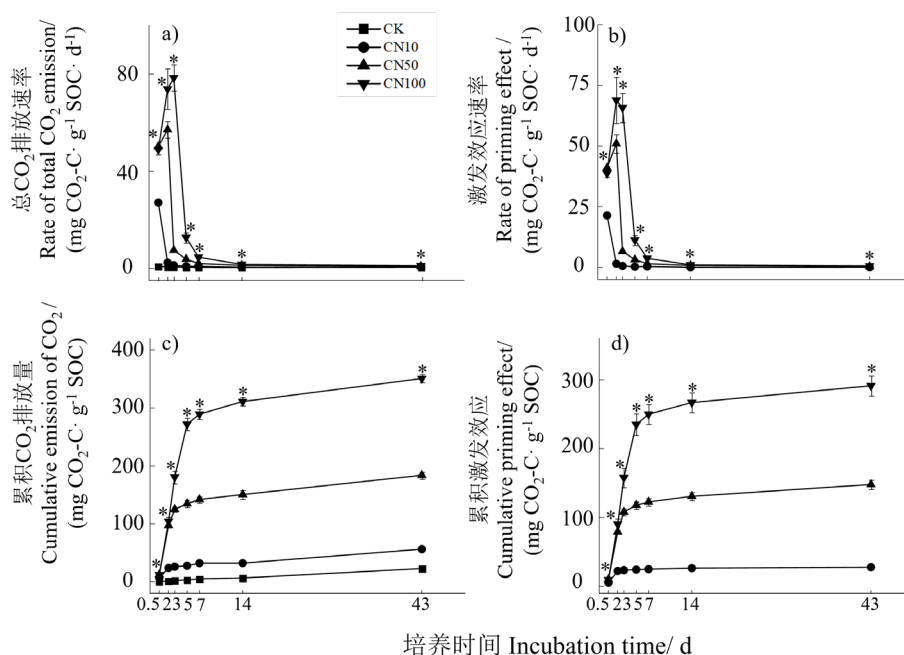 a)
CK
CN10
CN50
CN100
总CO₂排放速率
Rate of total CO₂ emission/
(mg CO₂-C· g⁻¹ SOC· d⁻¹)
80
40
0
* * * * * * *
b)
激发效应速率
Rate of priming effect /
(mg CO₂-C· g⁻¹ SOC· d⁻¹)
100
75
50
25
0
* * * * * * *
c)
累积CO₂排放量
Cumulative emission of CO₂ /
(mg CO₂-C· g⁻¹ SOC)
400
300
200
100
0
* * * * * * *
0.5 2 3 5 7 14 43
d)
累积激发效应
Cumulative priming effect/
(mg CO₂-C· g⁻¹ SOC)
300
200
100
0
* * * * * * *
0.5 2 3 5 7 14 43
培养时间 Incubation time/ d